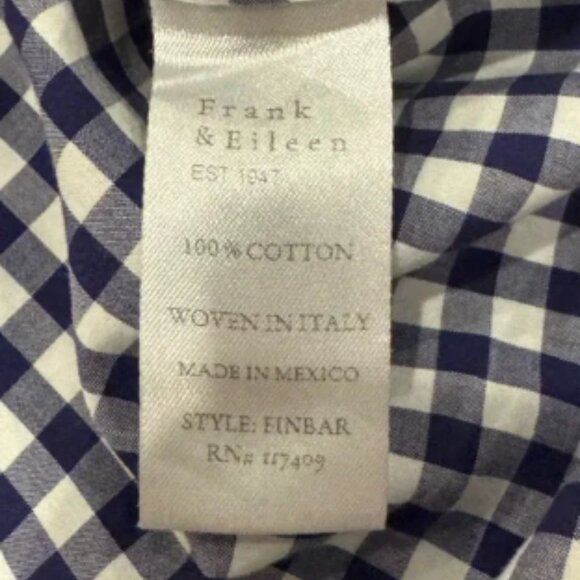 Frank
& Eileen
EST 1947
100% COTTON
WOVEN IN ITALY
MADE IN MEXICO
STYLE: FINBAR
RN# 117409